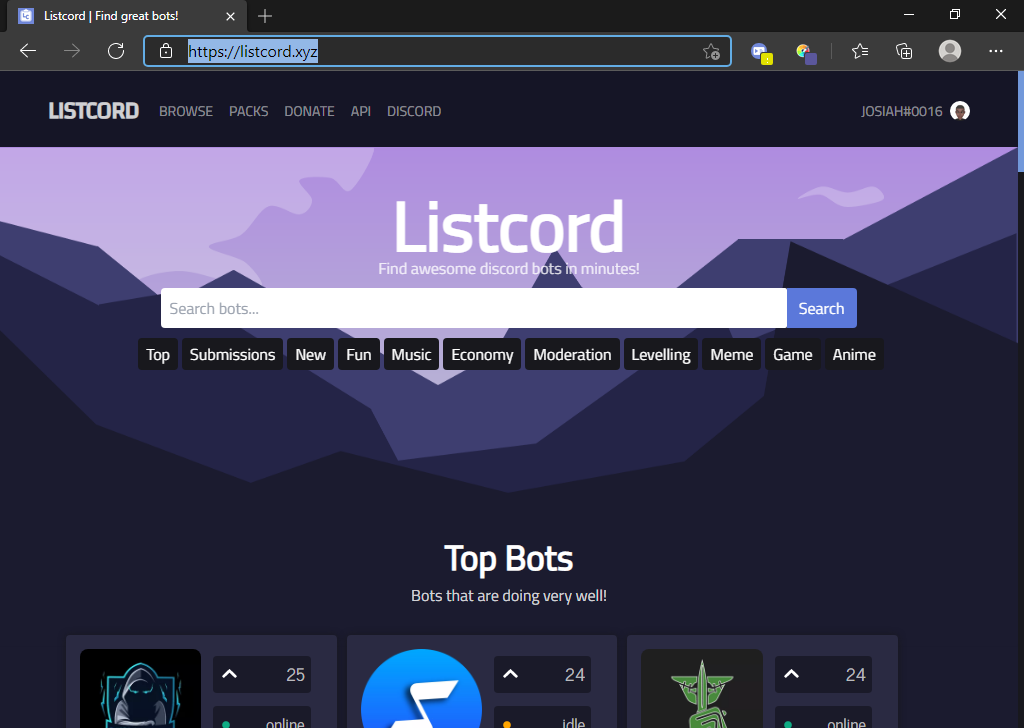 Listcord | Find great bots!
https://listcord.xyz
LISTCORD BROWSE PACKS DONATE API DISCORD JOSIAH#0016
Listcord
Find awesome discord bots in minutes!
Search bots... Search
Top Submissions New Fun Music Economy Moderation Levelling Meme Game Anime
Top Bots
Bots that are doing very well!
25 24 24
online idle online